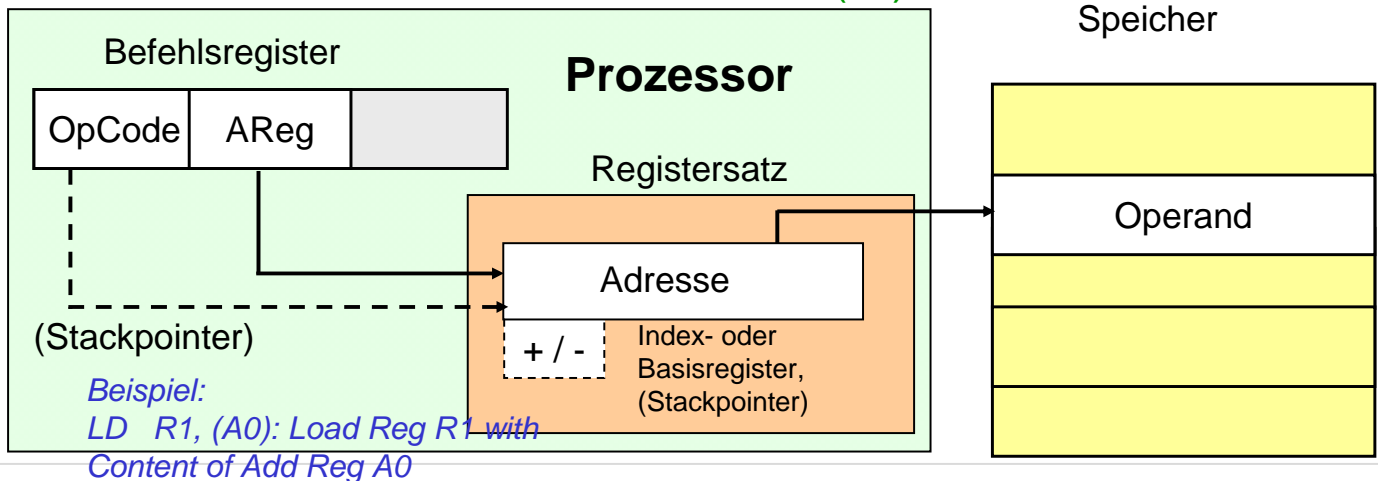 Speicher
Befehlsregister
Prozessor
OpCode
AReg
Registersatz
Operand
Adresse
(Stackpointer)
+ / -
Index- oder
Basisregister,
(Stackpointer)
Beispiel:
LD R1, (A0): Load Reg R1 with
Content of Add Reg A0